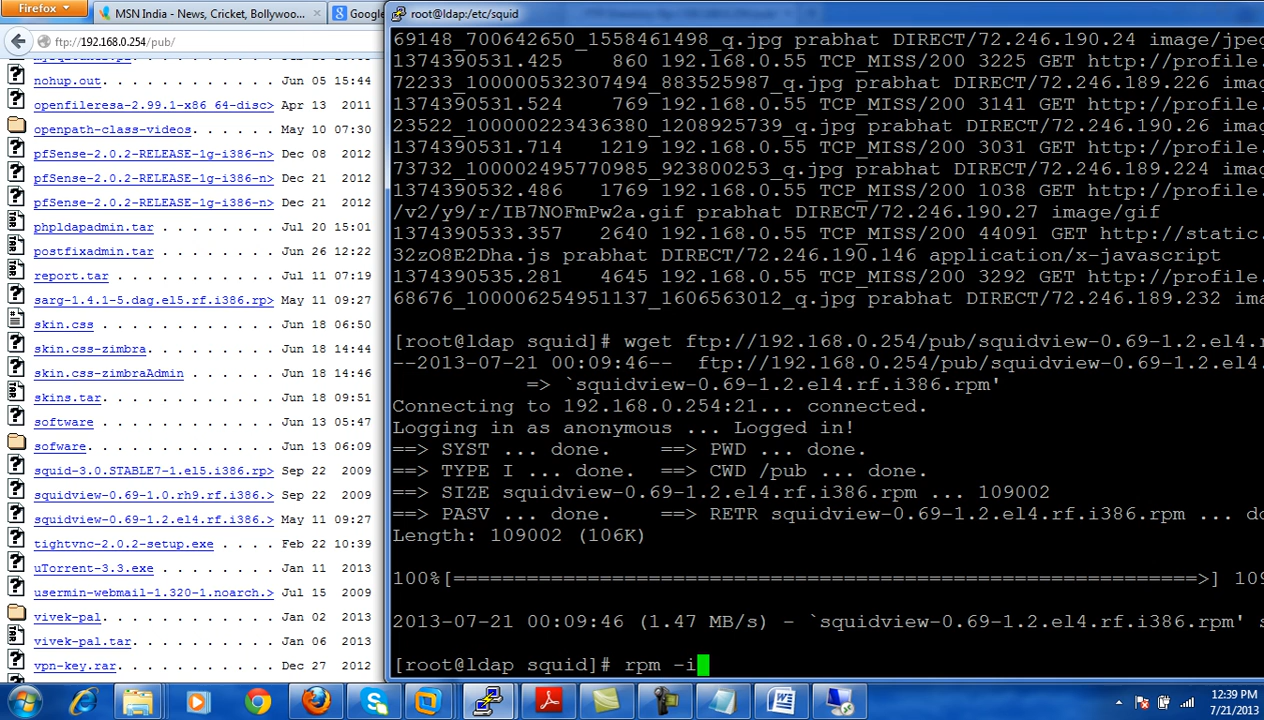 Firefox
MSN India - News, Cricket, Bollywoo...
Google
ftp://192.168.0.254/pub/
nohup.out. . . . . . . . . . . . Jun 05 15:44
openfileresa-2.99.1-x86 64-disc> Apr 13  2011
openpath-class-videos. . . . . . May 10 07:30
pfSense-2.0.2-RELEASE-1g-i386-n> Dec 08  2012
pfSense-2.0.2-RELEASE-1g-i386-n> Dec 21  2012
pfSense-2.0.2-RELEASE-1g-i386-n> Dec 21  2012
phpldapadmin.tar . . . . . . . . Jul 20 15:01
postfixadmin.tar . . . . . . . . Jun 26 12:22
report.tar . . . . . . . . . . . Jul 11 07:19
sarg-1.4.1-5.dag.el5.rf.i386.rp> May 11 09:27
skin.css . . . . . . . . . . . . Jun 18 06:50
skin.css-zimbra. . . . . . . . . Jun 18 14:44
skin.css-zimbraAdmin . . . . . . Jun 18 14:46
skins.tar. . . . . . . . . . . . Jun 18 09:51
software . . . . . . . . . . . . Jun 13 05:47
sofware. . . . . . . . . . . . . Jun 13 06:09
squid-3.0.STABLE7-1.el5.i386.rp> Sep 22  2009
squidview-0.69-1.0.rh9.rf.i386.> Sep 22  2009
squidview-0.69-1.2.el4.rf.i386.> May 11 09:27
tightvnc-2.0.2-setup.exe . . . . Feb 22 10:39
uTorrent-3.3.exe . . . . . . . . Jan 11  2013
usermin-webmail-1.320-1.noarch.> Jul 15  2009
vivek-pal. . . . . . . . . . . . Jan 02  2013
vivek-pal.tar. . . . . . . . . . Jan 06  2013
vpn-key.rar. . . . . . . . . . . Dec 27  2012
root@ldap:/etc/squid
69148_700642650_1558461498_q.jpg prabhat DIRECT/72.246.190.24 image/jpeg
1374390531.425    860 192.168.0.55 TCP_MISS/200 3225 GET http://profile.
72233_100000532307494_883525987_q.jpg prabhat DIRECT/72.246.189.226 imag
1374390531.524    769 192.168.0.55 TCP_MISS/200 3141 GET http://profile.
23522_100000223436380_1208925739_q.jpg prabhat DIRECT/72.246.190.26 imag
1374390531.714   1219 192.168.0.55 TCP_MISS/200 3031 GET http://profile.
73732_100002495770985_923800253_q.jpg prabhat DIRECT/72.246.190.224 imag
1374390532.486   1769 192.168.0.55 TCP_MISS/200 1038 GET http://profile.
/v2/y9/r/IB7NOFmPw2a.gif prabhat DIRECT/72.246.190.27 image/gif
1374390533.357   2640 192.168.0.55 TCP_MISS/200 44091 GET http://static.
32zO8E2Dha.js prabhat DIRECT/72.246.190.146 application/x-javascript
1374390535.281   4645 192.168.0.55 TCP_MISS/200 3292 GET http://profile.
68676_100006254951137_1606563012_q.jpg prabhat DIRECT/72.246.189.232 ima
[root@ldap squid]# wget ftp://192.168.0.254/pub/squidview-0.69-1.2.el4.r
--2013-07-21 00:09:46--  ftp://192.168.0.254/pub/squidview-0.69-1.2.el4.
           => `squidview-0.69-1.2.el4.rf.i386.rpm'
Connecting to 192.168.0.254:21... connected.
Logging in as anonymous ... Logged in!
==> SYST ... done.    ==> PWD ... done.
==> TYPE I ... done.  ==> CWD /pub ... done.
==> SIZE squidview-0.69-1.2.el4.rf.i386.rpm ... 109002
==> PASV ... done.    ==> RETR squidview-0.69-1.2.el4.rf.i386.rpm ... do
Length: 109002 (106K)
100%[=============================================================>] 109
2013-07-21 00:09:46 (1.47 MB/s) - `squidview-0.69-1.2.el4.rf.i386.rpm' s
[root@ldap squid]# rpm -i
12:39 PM
7/21/2013